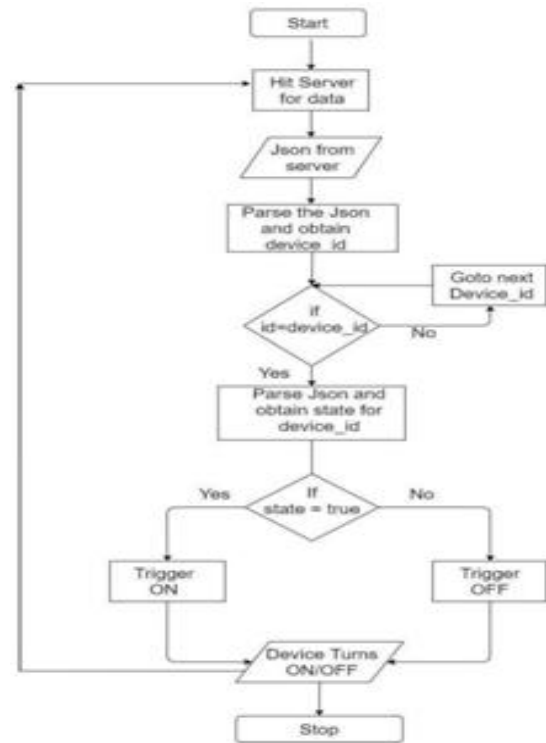 Start
Hit Server
for data
Json from
server
Parse the Json
and obtain
device_id
Goto next
Device_id
if
id=device_id
No
Yes
Parse Json and
obtain state for
device_id
If
state = true
Yes
No
Trigger
ON
Trigger
OFF
Device Turns
ON/OFF
Stop